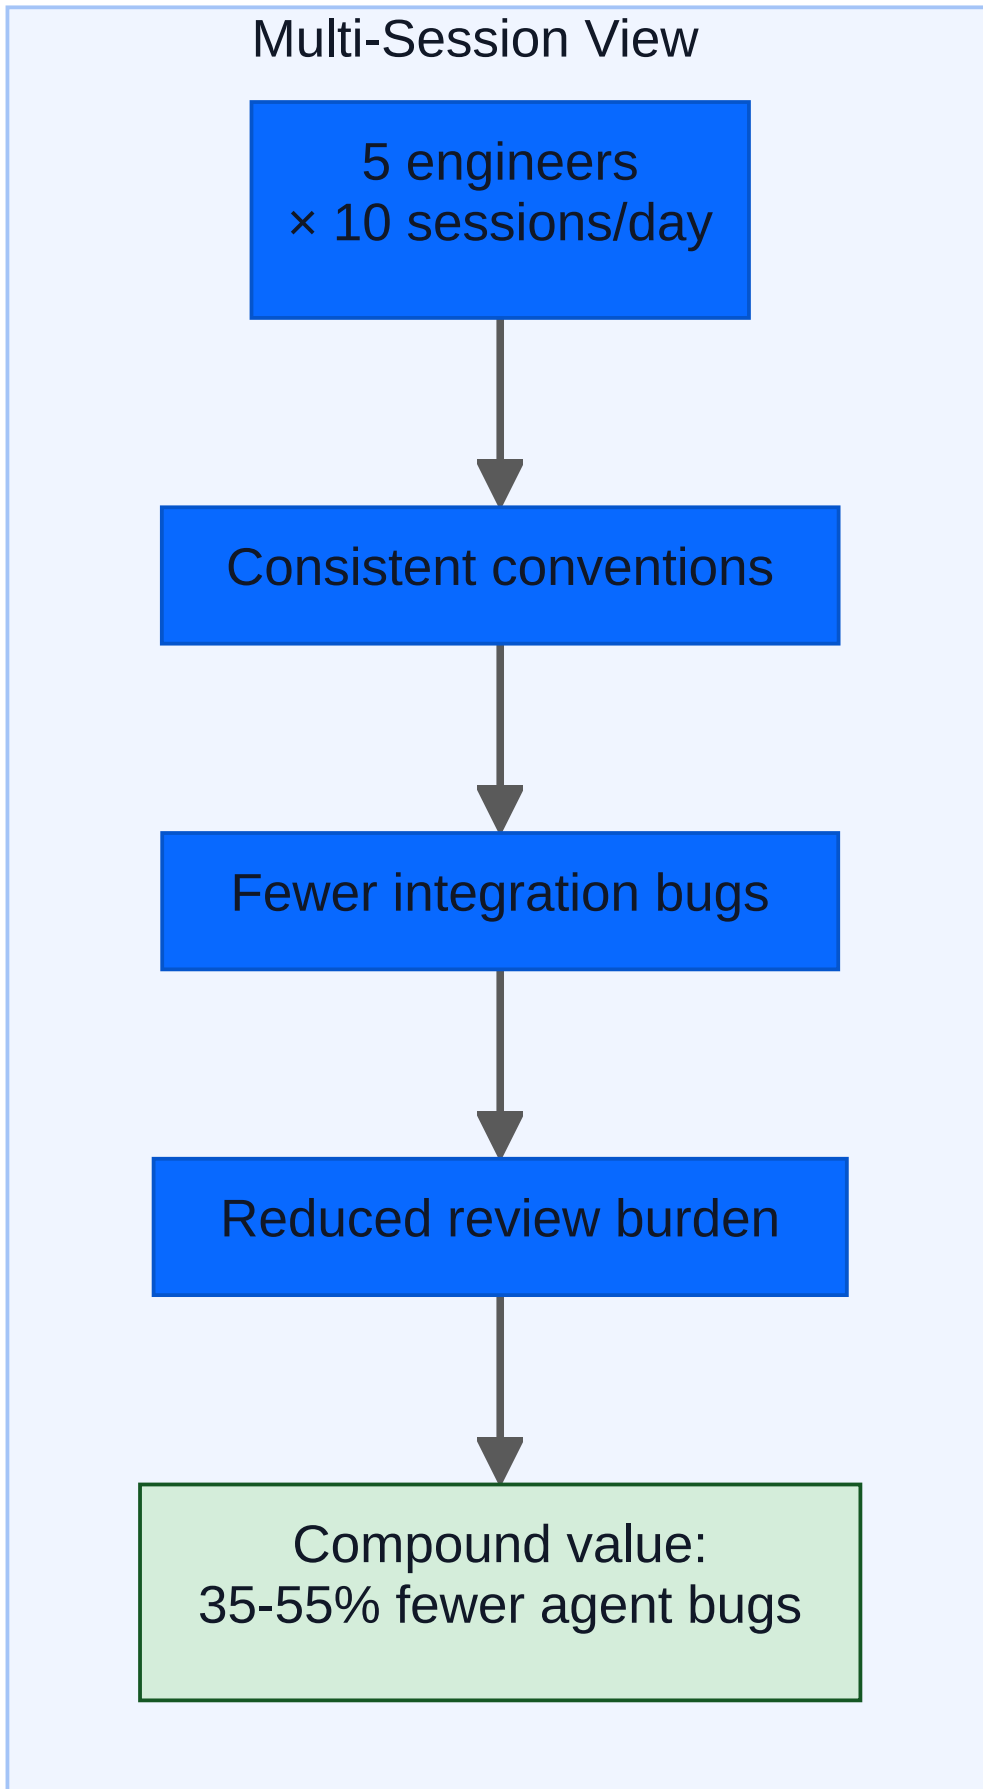 Multi-Session View
5 engineers
× 10 sessions/day
Consistent conventions
Fewer integration bugs
Reduced review burden
Compound value:
35-55% fewer agent bugs